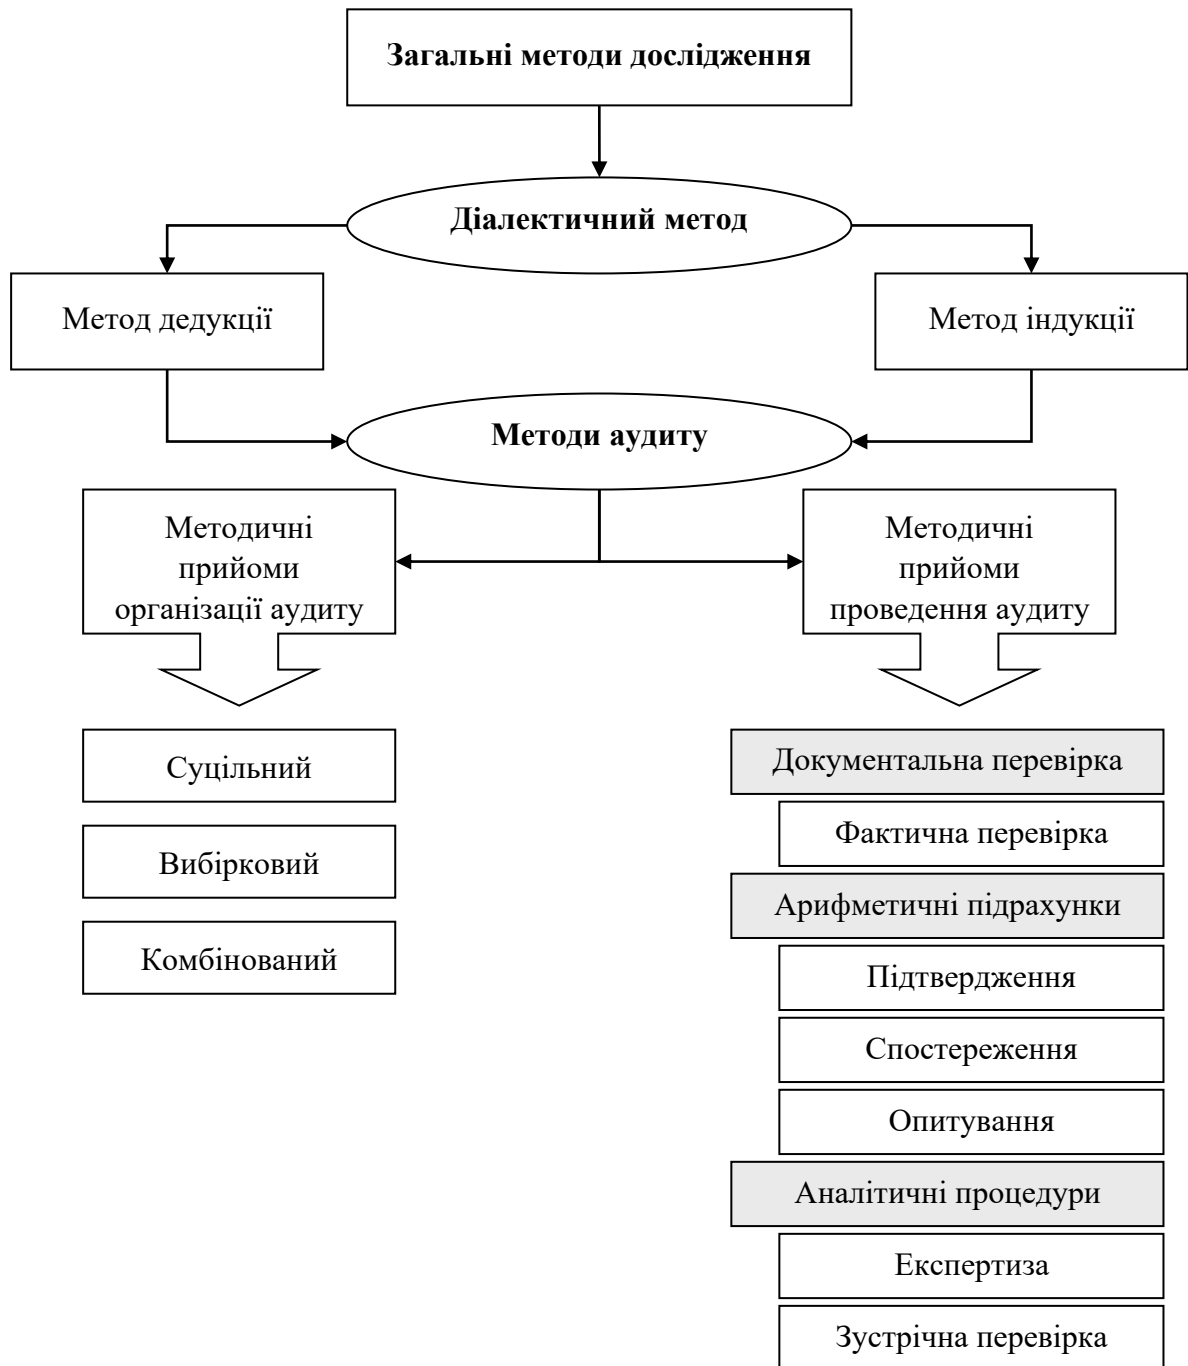 Загальні методи дослідження
Діалектичний метод
Метод дедукції
Метод індукції
Методи аудиту
Методичні
прийоми
організації аудиту
Методичні
прийоми
проведення аудиту
Суцільний
Вибірковий
Комбінований
Документальна перевірка
Фактична перевірка
Арифметичні підрахунки
Підтвердження
Спостереження
Опитування
Аналітичні процедури
Експертиза
Зустрічна перевірка